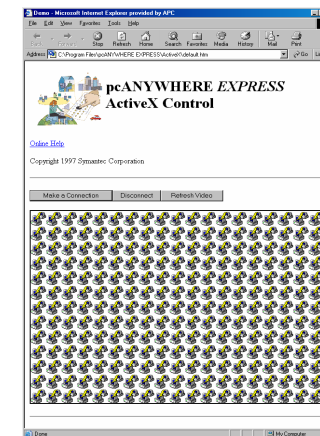 Demo - Microsoft Internet Explorer provided by APC
File Edit View Favorites Tools Help
Back Forward Stop Refresh Home Search Favorites Media History Mail Print
Address C:\Program Files\pcANYWHERE EXPRESS\ActiveX\default.htm Go
pcANYWHERE EXPRESS
ActiveX Control
Online Help
Copyright 1997 Symantec Corporation
Make a Connection Disconnect Refresh Video
Done My Computer